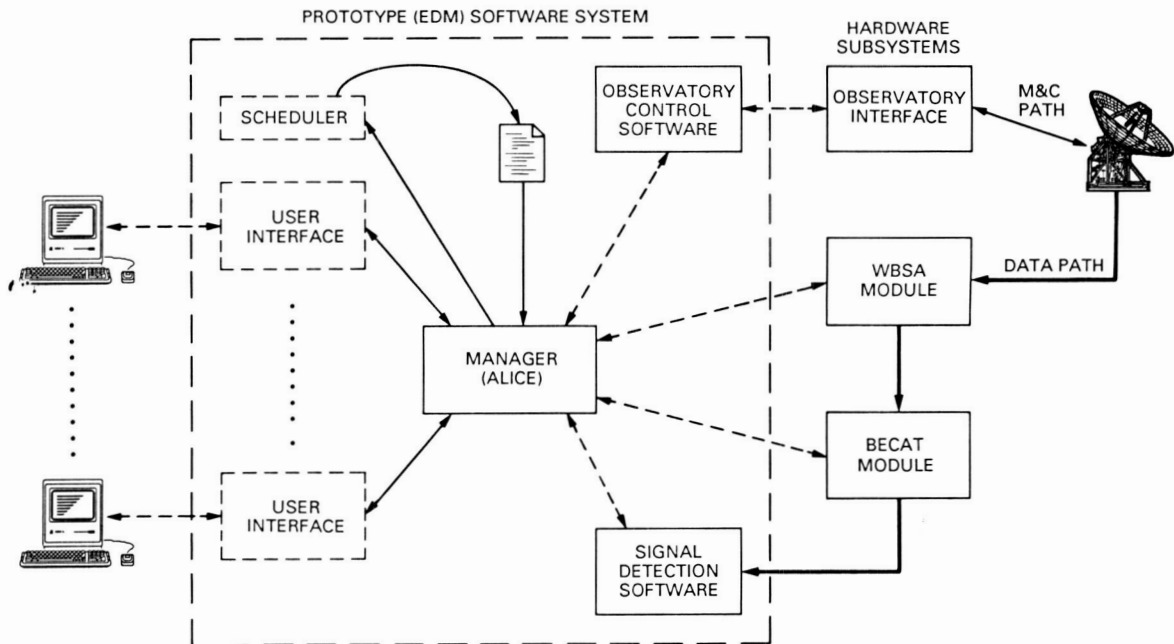 PROTOTYPE (EDM) SOFTWARE SYSTEM
HARDWARE
SUBSYSTEMS
SCHEDULER
OBSERVATORY
CONTROL
SOFTWARE
OBSERVATORY
INTERFACE
M&C
PATH
USER
INTERFACE
WBSA
MODULE
DATA PATH
MANAGER
(ALICE)
BECAT
MODULE
USER
INTERFACE
SIGNAL
DETECTION
SOFTWARE